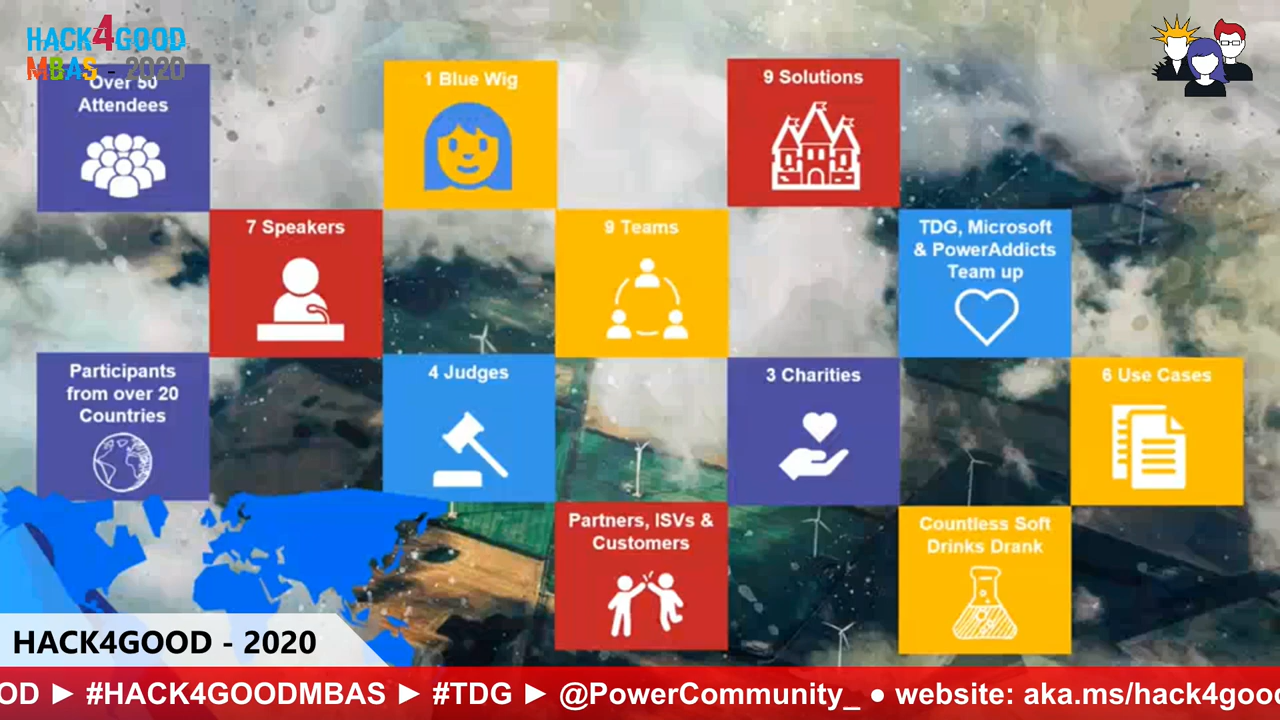 HACK4GOOD
MBAS - 2020
Over 50
Attendees
1 Blue Wig
9 Solutions
7 Speakers
9 Teams
TDG, Microsoft
& PowerAddicts
Team up
Participants
from over 20
Countries
4 Judges
3 Charities
6 Use Cases
Partners, ISVs &
Customers
Countless Soft
Drinks Drank
HACK4GOOD - 2020
OD ► #HACK4GOODMBAS ► #TDG ► @PowerCommunity_ ● website: aka.ms/hack4good